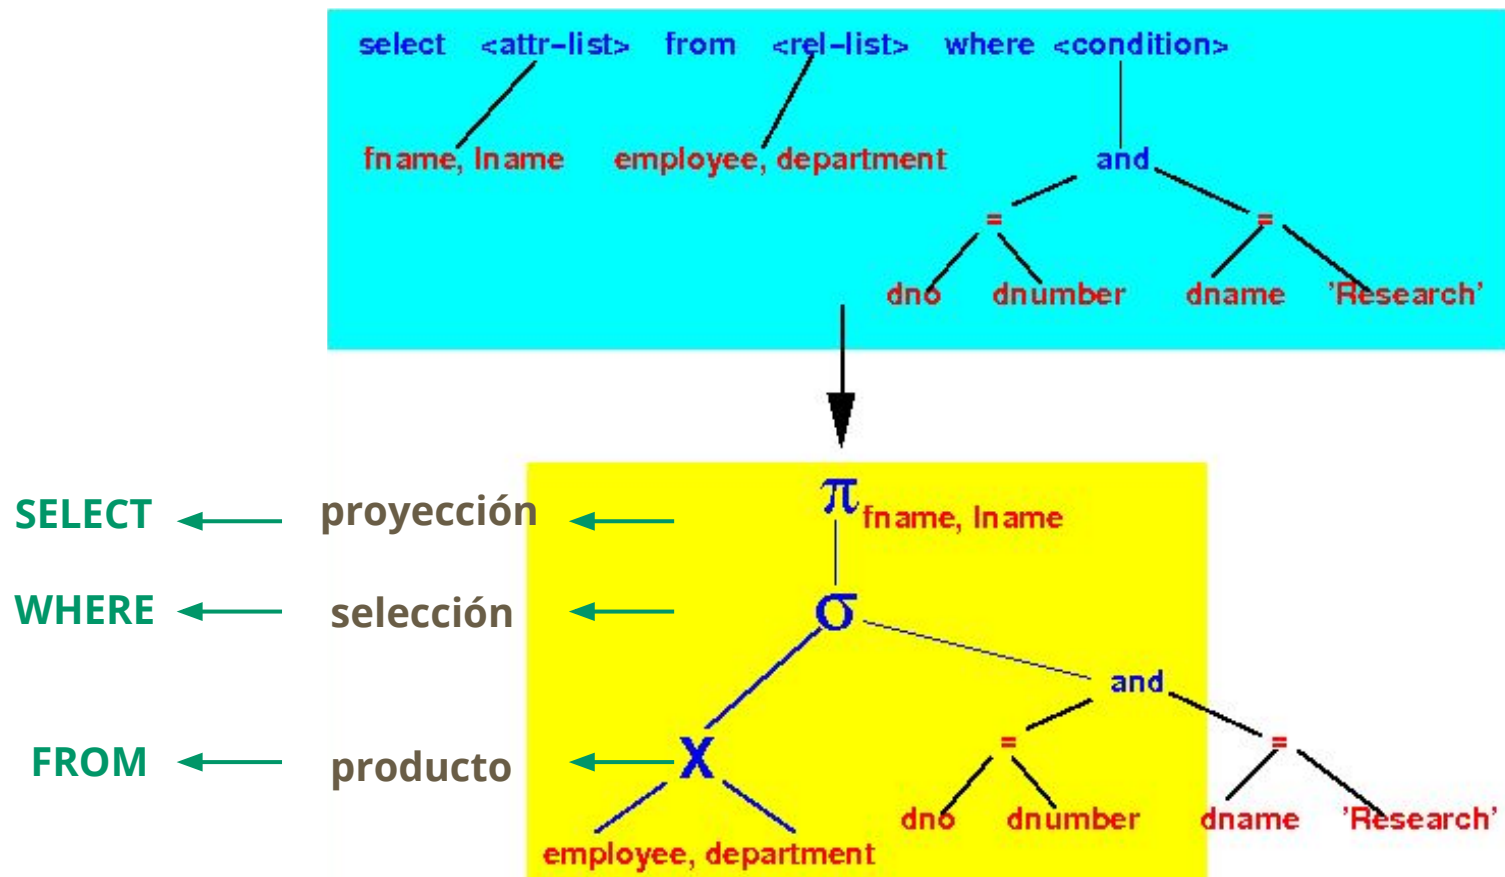 select <attr-list> from <rel-list> where <condition>
fname, lname employee, department and
= =
dno dnumber dname 'Research'
SELECT proyección π fname, lname
WHERE selección σ
and
FROM producto X = =
dno dnumber dname 'Research'
employee, department